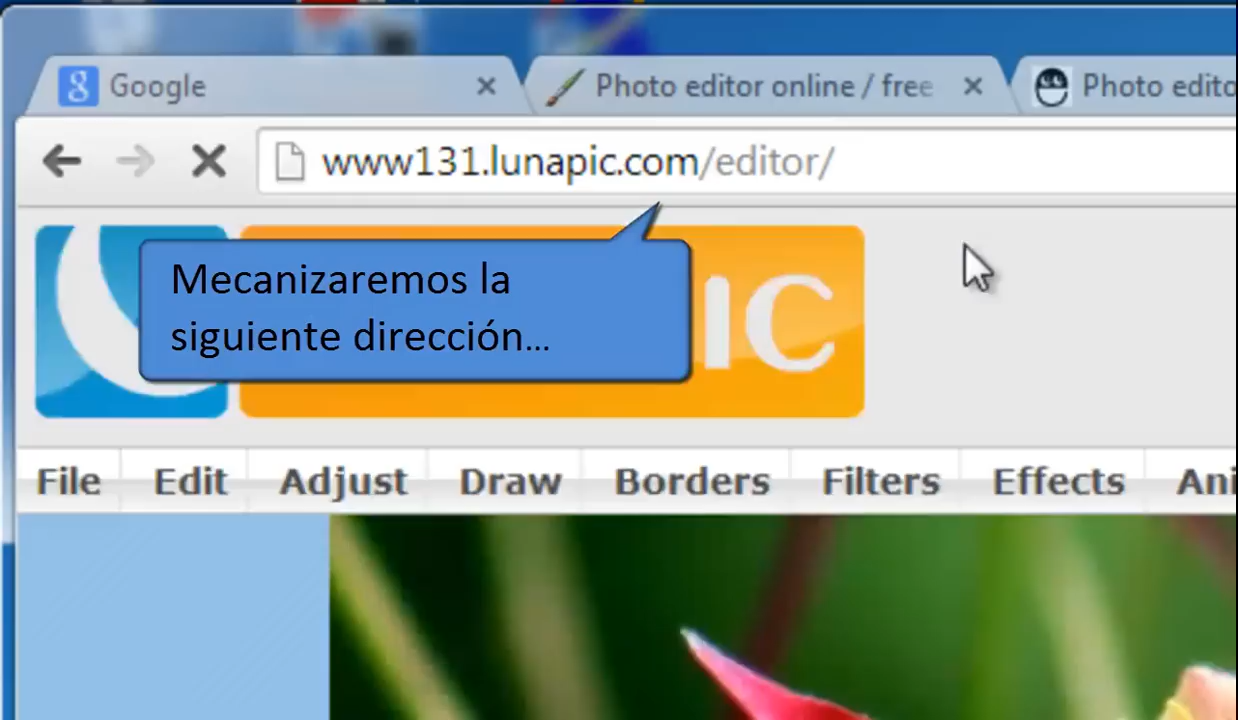 Google
Photo editor online / free
Photo edito
www131.lunapic.com/editor/
Mecanizaremos la
siguiente dirección...
IC
File Edit Adjust Draw Borders Filters Effects Ani